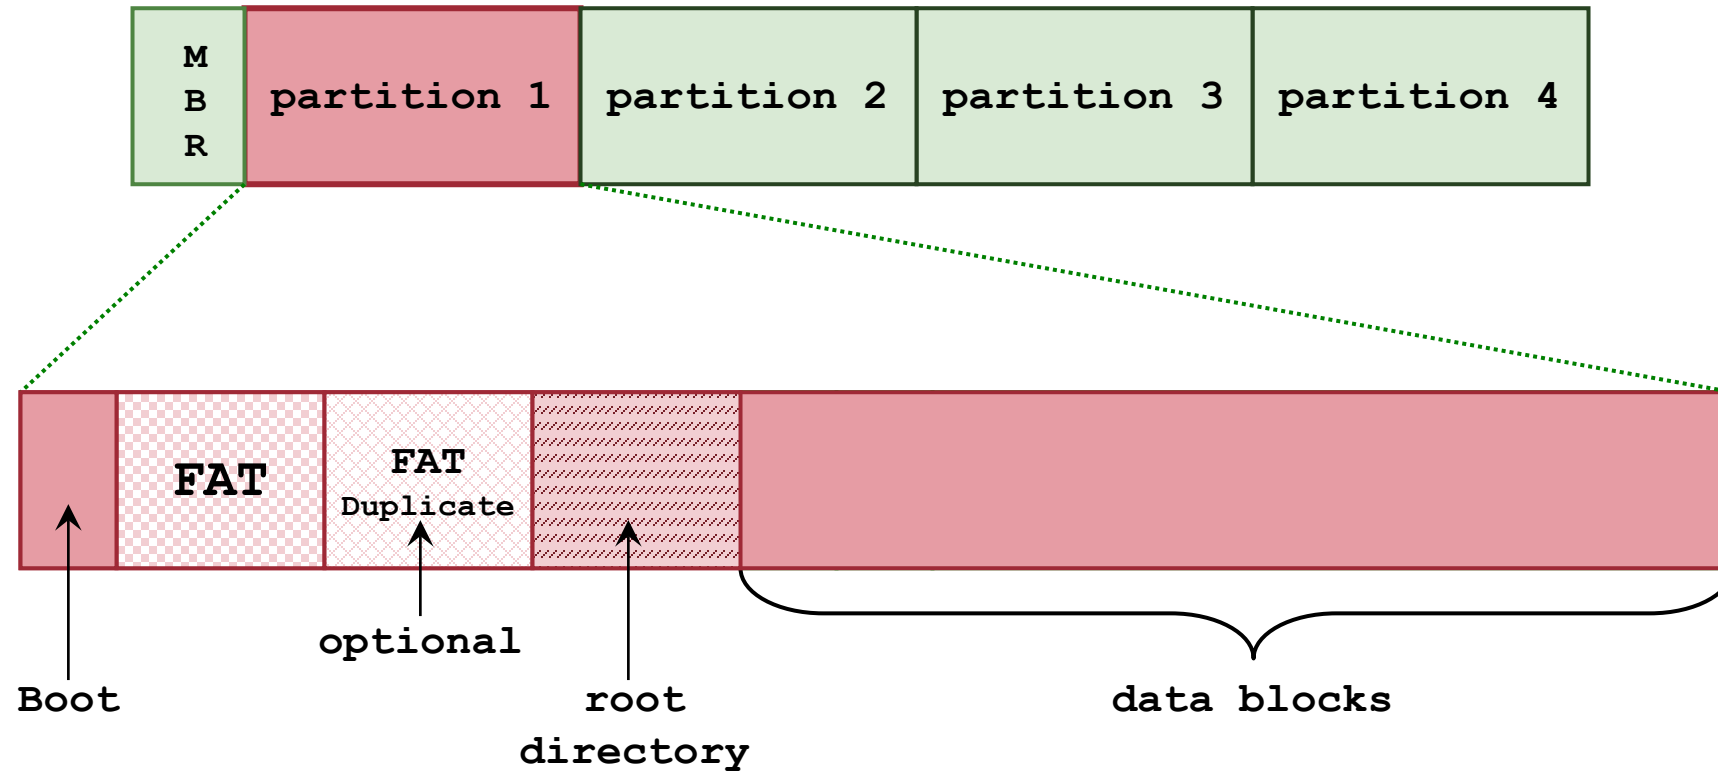 M
B
R
partition 1
partition 2
partition 3
partition 4
FAT
FAT
Duplicate
optional
Boot
root
directory
data blocks